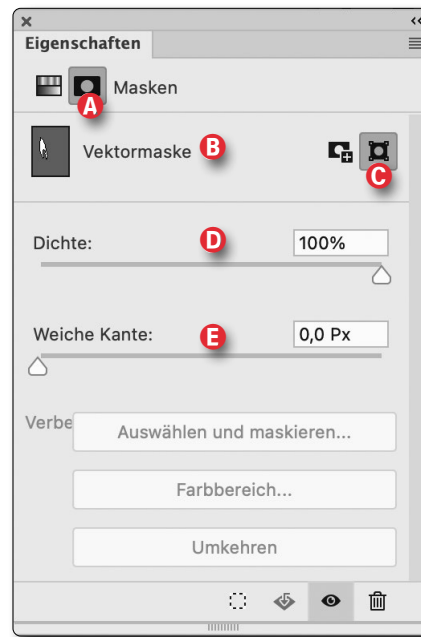 Eigenschaften
Masken
A
Vektormaske B
C
Dichte: D 100%
Weiche Kante: E 0,0 Px
Verbe
Auswählen und maskieren...
Farbbereich...
Umkehren